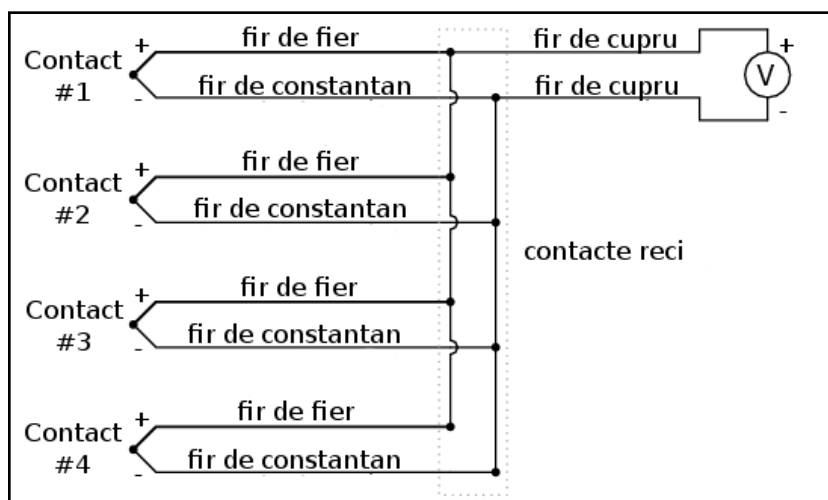 + fir de fier fir de cupru +
Contact
#1
fir de constantan fir de cupru V
- -
+ fir de fier
Contact
#2
fir de constantan
-
contacte reci
+ fir de fier
Contact
#3
fir de constantan
-
+ fir de fier
Contact
#4
fir de constantan
-